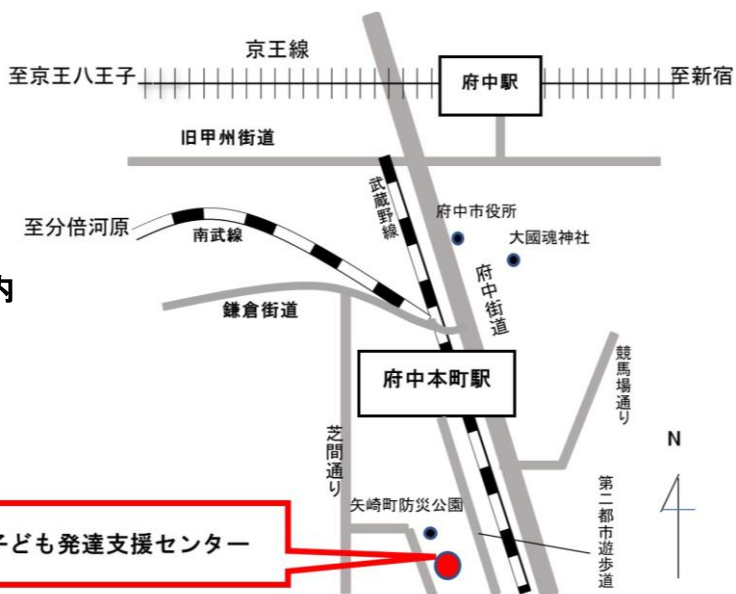 京王線
至京王八王子
府中駅
至新宿
旧甲州街道
武蔵野線
府中市役所
大國魂神社
至分倍河原
南武線
府中街道
内
鎌倉街道
府中本町駅
競馬場通り
芝間通り
N
矢崎町防災公園
第二都市遊歩道
子ども発達支援センター